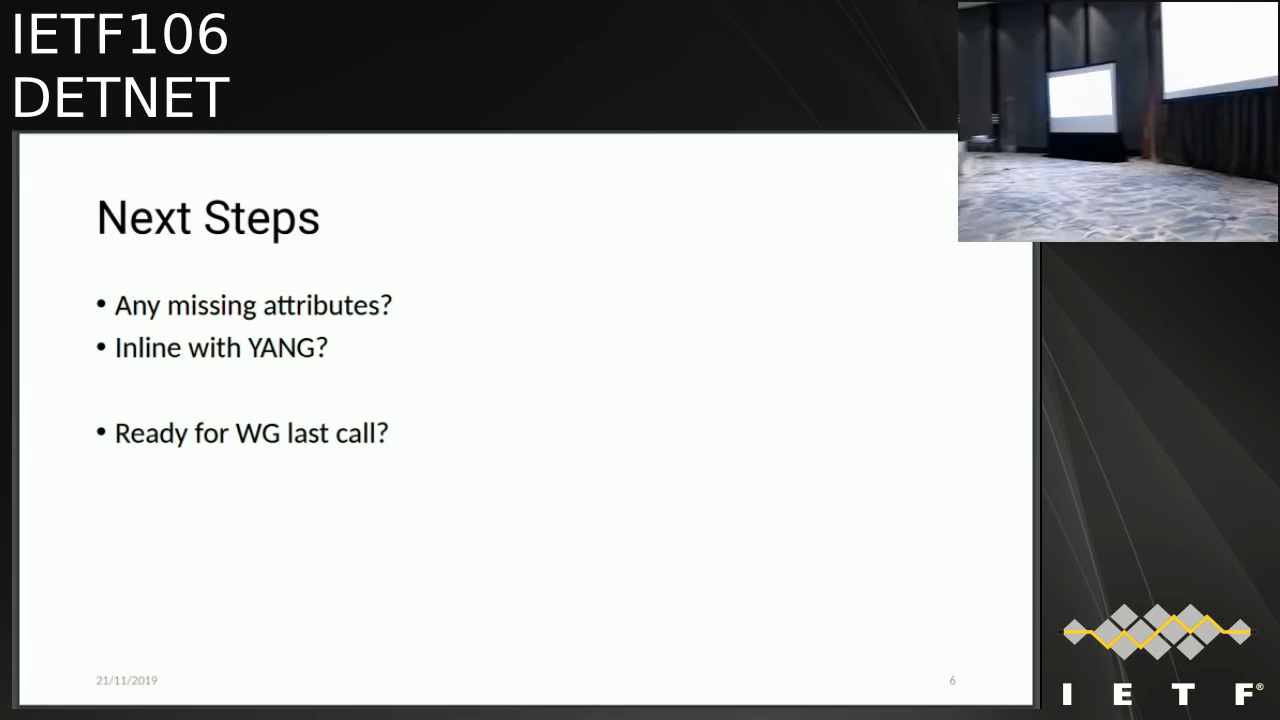 IETF106
DETNET
Next Steps
• Any missing attributes?
• Inline with YANG?
• Ready for WG last call?
21/11/2019
6
I E T F®